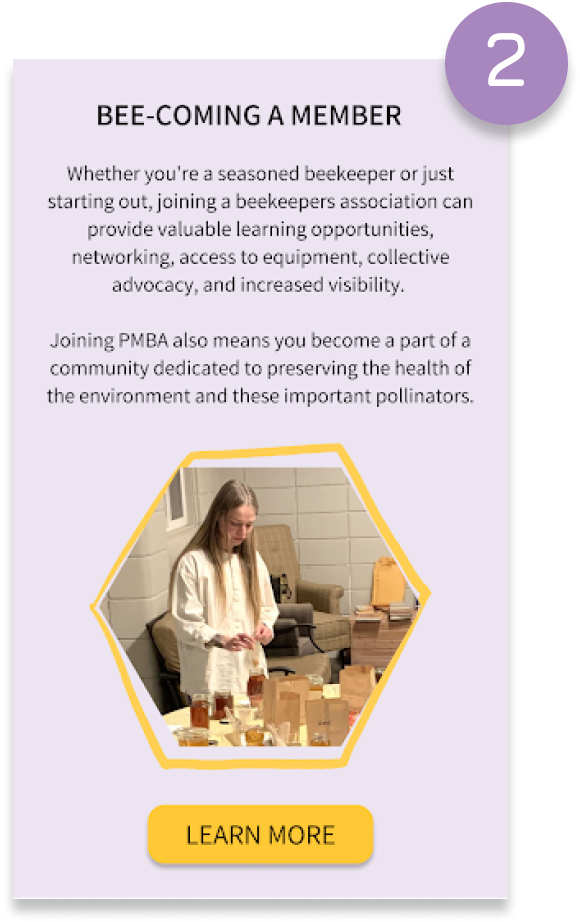 2
BEE-COMING A MEMBER
Whether you're a seasoned beekeeper or just
starting out, joining a beekeepers association can
provide valuable learning opportunities,
networking, access to equipment, collective
advocacy, and increased visibility.
Joining PMBA also means you become a part of a
community dedicated to preserving the health of
the environment and these important pollinators.
LEARN MORE